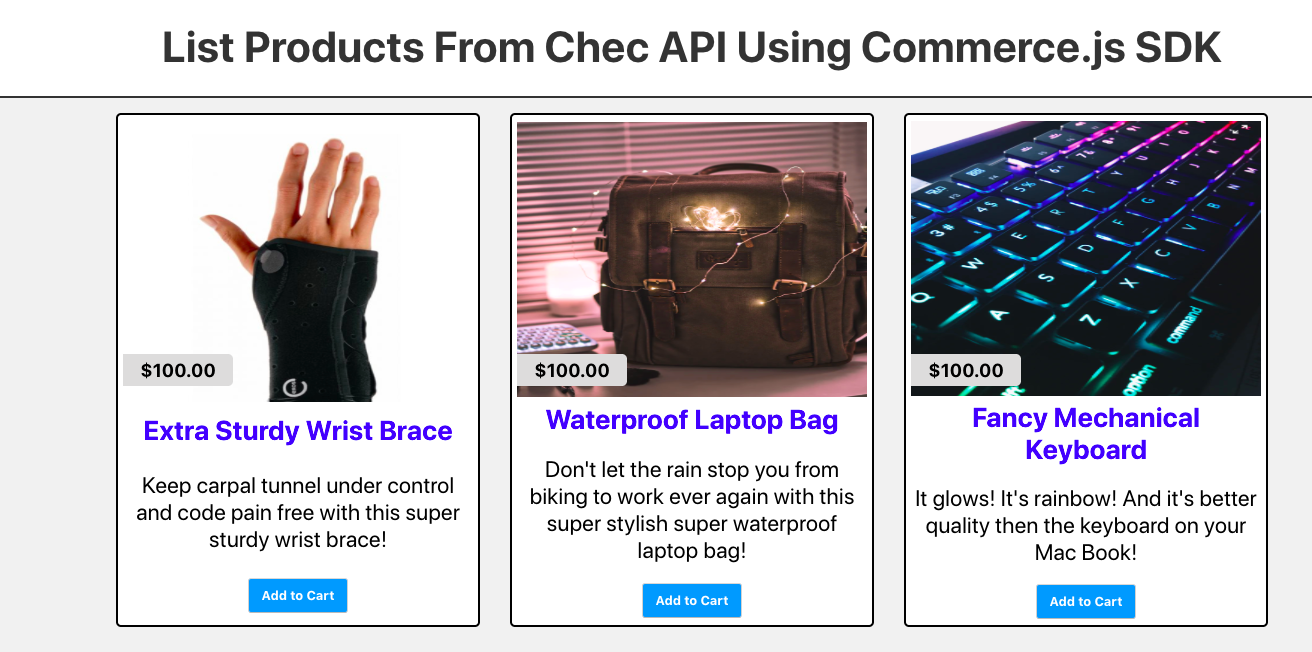 List Products From Chec API Using Commerce.js SDK
$100.00
Extra Sturdy Wrist Brace
Keep carpal tunnel under control
and code pain free with this super
sturdy wrist brace!
Add to Cart
$100.00
Waterproof Laptop Bag
Don't let the rain stop you from
biking to work ever again with this
super stylish super waterproof
laptop bag!
Add to Cart
command
option
$100.00
Fancy Mechanical
Keyboard
It glows! It's rainbow! And it's better
quality then the keyboard on your
Mac Book!
Add to Cart